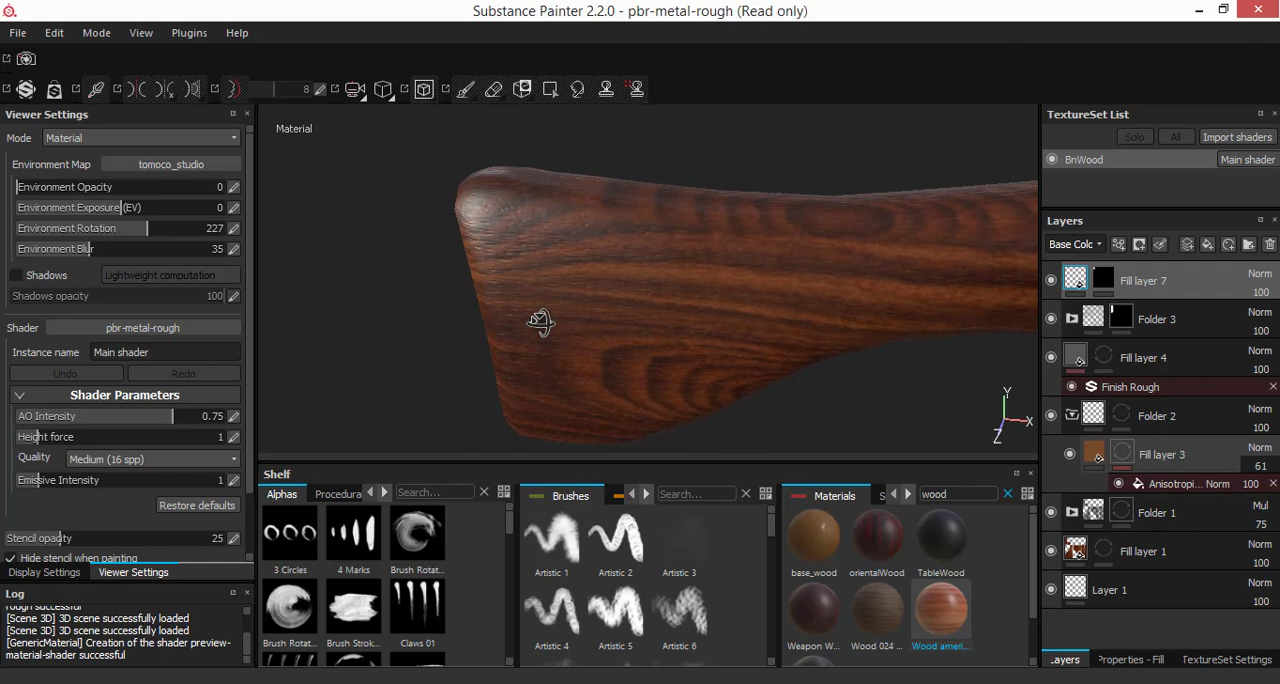 Substance Painter 2.2.0 - pbr-metal-rough (Read only)
File Edit Mode View Plugins Help
8
Viewer Settings
Mode Material
Environment Map tomoco_studio
Environment Opacity 0
Environment Exposure (EV) 0
Environment Rotation 227
Environment Blur 35
Shadows Lightweight computation
Shadows opacity 100
Shader pbr-metal-rough
Instance name Main shader
Undo Redo
Shader Parameters
AO Intensity 0.75
Height force 1
Quality Medium (16 spp)
Emissive Intensity 1
Restore defaults
Stencil opacity 25
Hide stencil when painting
Display Settings Viewer Settings
Log
rough successful
[Scene 3D] 3D scene successfully loaded
[Scene 3D] 3D scene successfully loaded
[GenericMaterial] Creation of the shader preview-
material-shader successful
Material
Y
X
Z
Shelf
Alphas Procedura Search...
3 Circles 4 Marks Brush Rotat...
Brush Rotat... Brush Strok... Claws 01
Brushes Search...
Artistic 1 Artistic 2 Artistic 3
Artistic 4 Artistic 5 Artistic 6
Materials S wood
base_wood orientalWood TableWood
Weapon W... Wood 024 ... Wood ameri...
TextureSet List
Solo All Import shaders
BnWood Main shader
Layers
Base Colc
Fill layer 7 Norm 100
Folder 3 Norm 100
Fill layer 4 Norm 100
Finish Rough
Folder 2 Norm 100
Fill layer 3 Norm 61
Anisotropi... Norm 100
Folder 1 Mul 75
Fill layer 1 Norm 100
Layer 1 Norm 100
Layers Properties - Fill TextureSet Settings